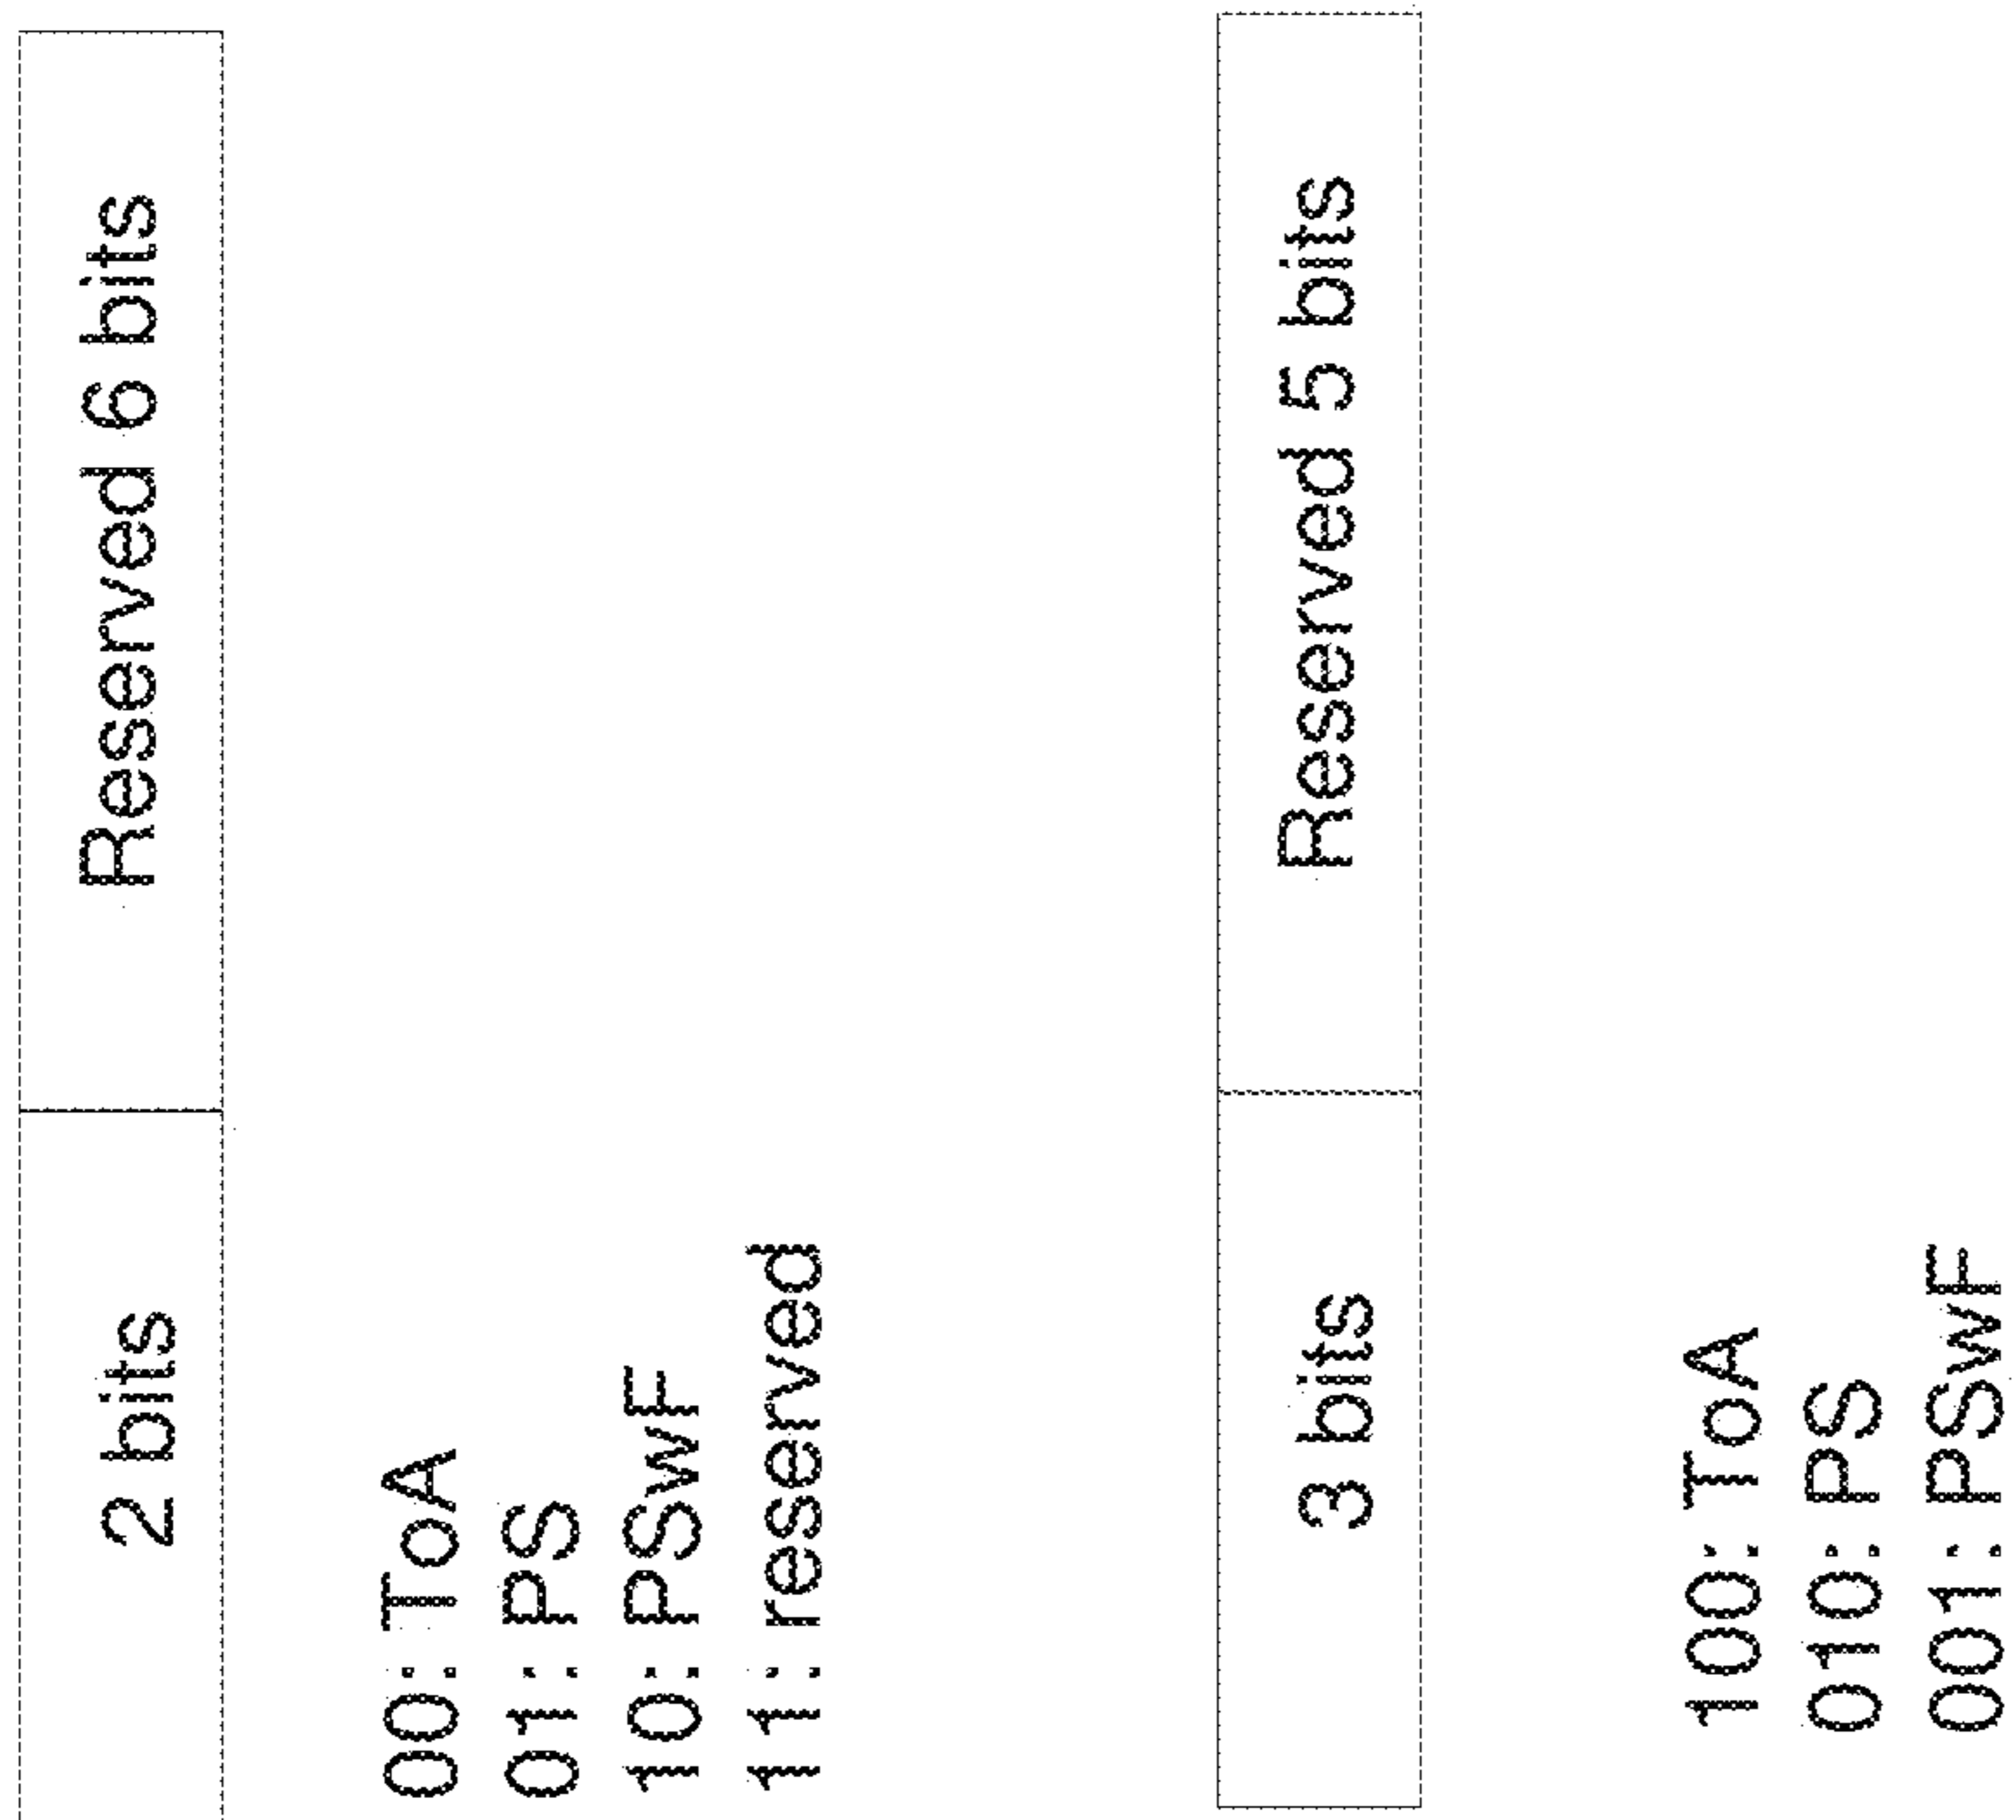 2 bits Reserved 6 bits
00: ToA
01: PS
10: PSwF
11: reserved
3 bits Reserved 5 bits
100: ToA
010: PS
001: PSwF